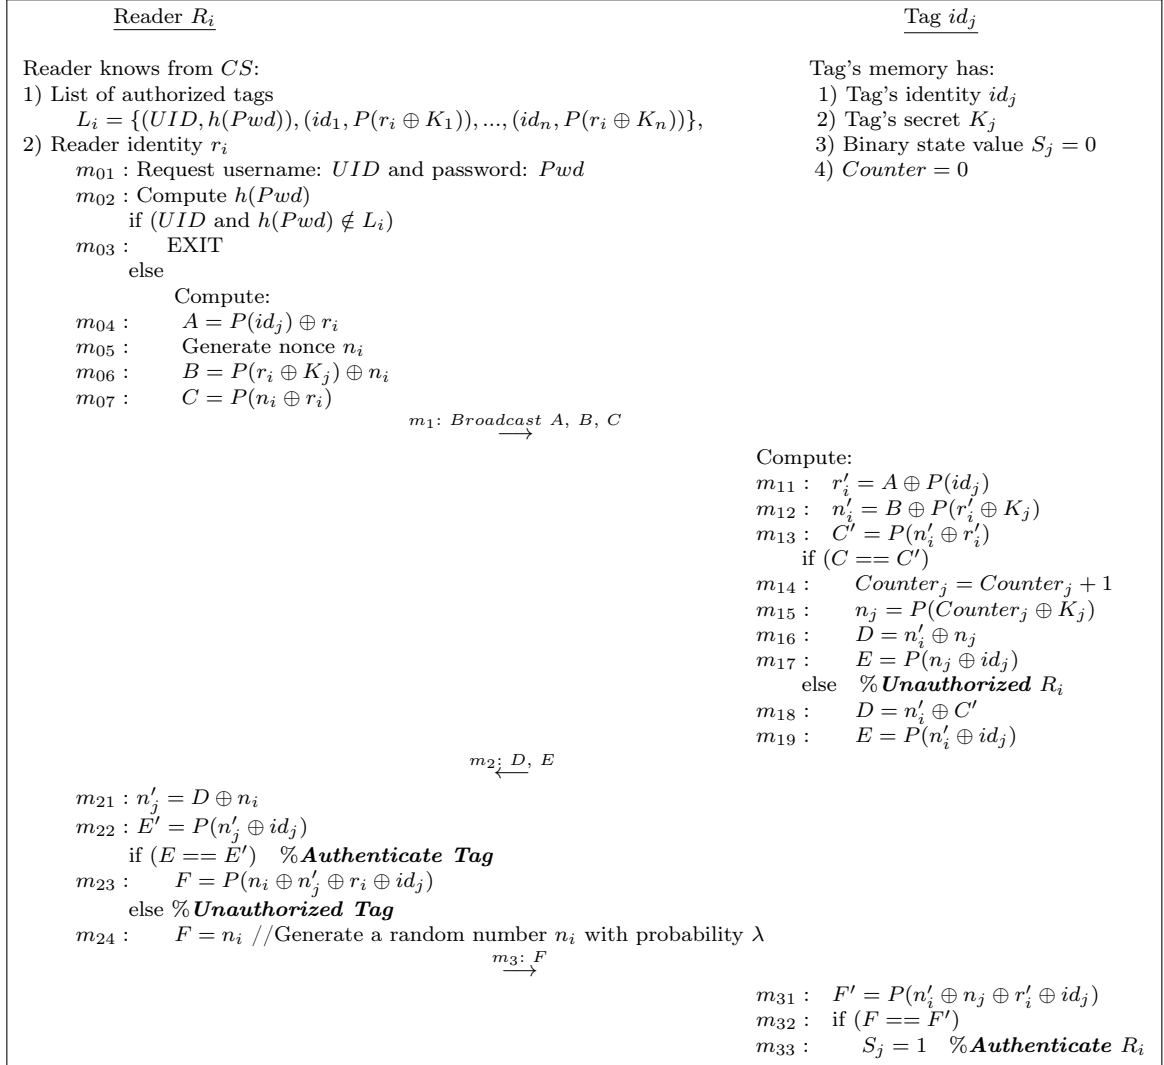 Reader R_i
Tag id_j
Reader knows from CS:
Tag's memory has:
1) List of authorized tags
1) Tag's identity id_j
L_i = {(UID, h(Pwd)), (id_1, P(r_i ⊕ K_1)), ..., (id_n, P(r_i ⊕ K_n))},
2) Tag's secret K_j
2) Reader identity r_i
3) Binary state value S_j = 0
m_01 : Request username: UID and password: Pwd
4) Counter = 0
m_02 : Compute h(Pwd)
if (UID and h(Pwd) ∉ L_i)
m_03 : EXIT
else
Compute:
m_04 : A = P(id_j) ⊕ r_i
m_05 : Generate nonce n_i
m_06 : B = P(r_i ⊕ K_j) ⊕ n_i
m_07 : C = P(n_i ⊕ r_i)
m_1: Broadcast A, B, C
⟶
Compute:
m_11 : r'_i = A ⊕ P(id_j)
m_12 : n'_i = B ⊕ P(r'_i ⊕ K_j)
m_13 : C' = P(n'_i ⊕ r'_i)
if (C == C')
m_14 : Counter_j = Counter_j + 1
m_15 : n_j = P(Counter_j ⊕ K_j)
m_16 : D = n'_i ⊕ n_j
m_17 : E = P(n_j ⊕ id_j)
else %Unauthorized R_i
m_18 : D = n'_i ⊕ C'
m_19 : E = P(n'_i ⊕ id_j)
m_2: D, E
⟵
m_21 : n'_j = D ⊕ n_i
m_22 : E' = P(n'_j ⊕ id_j)
if (E == E') %Authenticate Tag
m_23 : F = P(n_i ⊕ n'_j ⊕ r_i ⊕ id_j)
else %Unauthorized Tag
m_24 : F = n_i //Generate a random number n_i with probability λ
m_3: F
⟶
m_31 : F' = P(n'_i ⊕ n_j ⊕ r'_i ⊕ id_j)
m_32 : if (F == F')
m_33 : S_j = 1 %Authenticate R_i